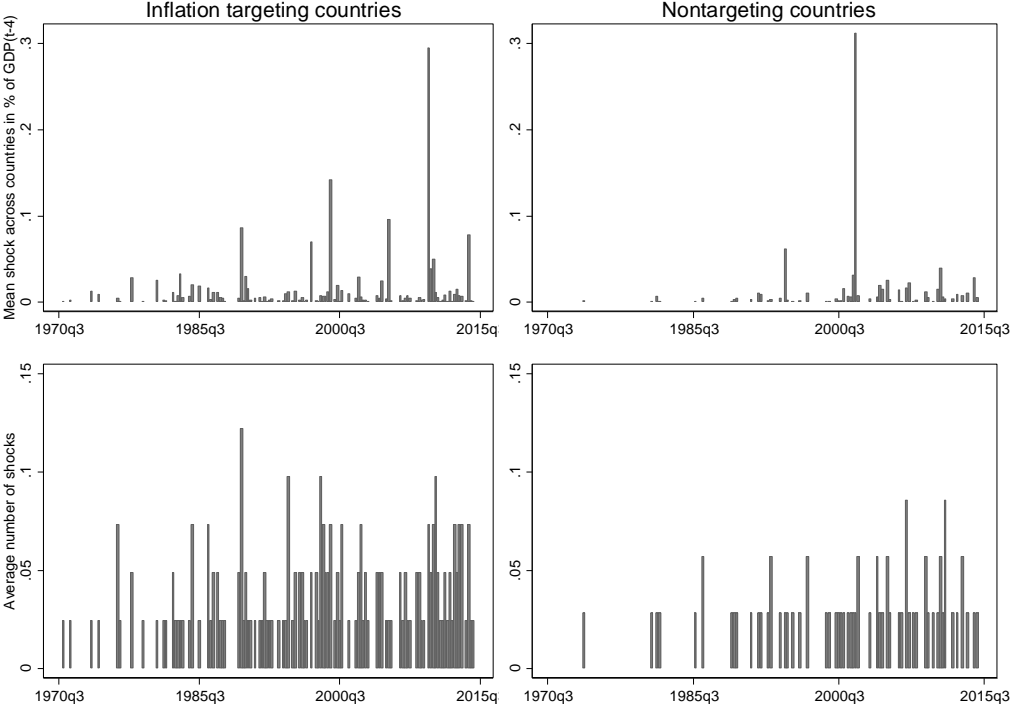 Inflation targeting countries
Nontargeting countries
Mean shock across countries in % of GDP(t-4)
.3
.2
.1
0
1970q3 1985q3 2000q3 2015q
.3
.2
.1
0
1970q3 1985q3 2000q3 2015q3
Average number of shocks
.15
.1
.05
0
1970q3 1985q3 2000q3 2015q
.15
.1
.05
0
1970q3 1985q3 2000q3 2015q3